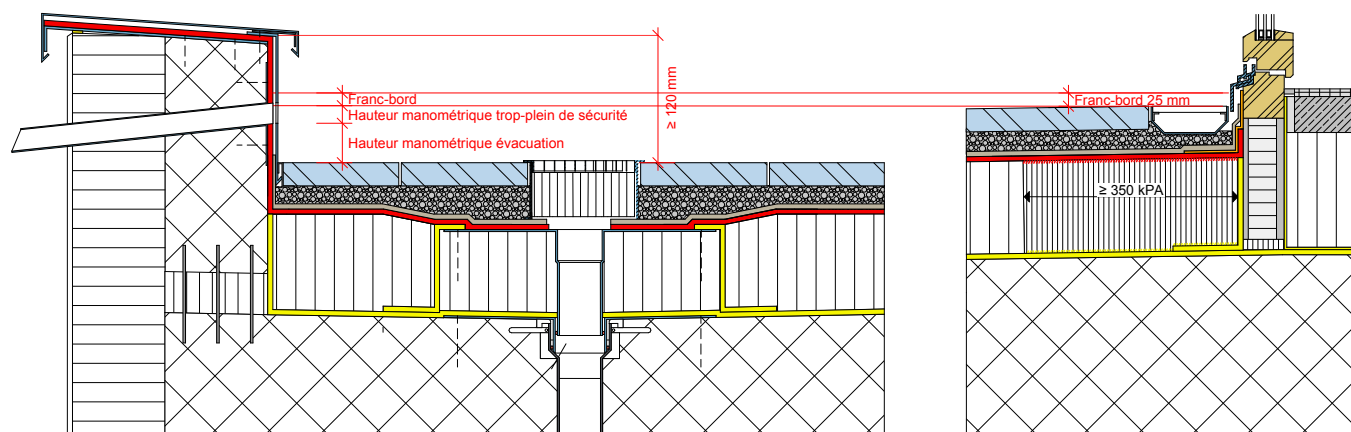 Franc-bord
Hauteur manométrique trop-plein de sécurité
Hauteur manométrique évacuation
≥ 120 mm
Franc-bord 25 mm
≥ 350 kPA